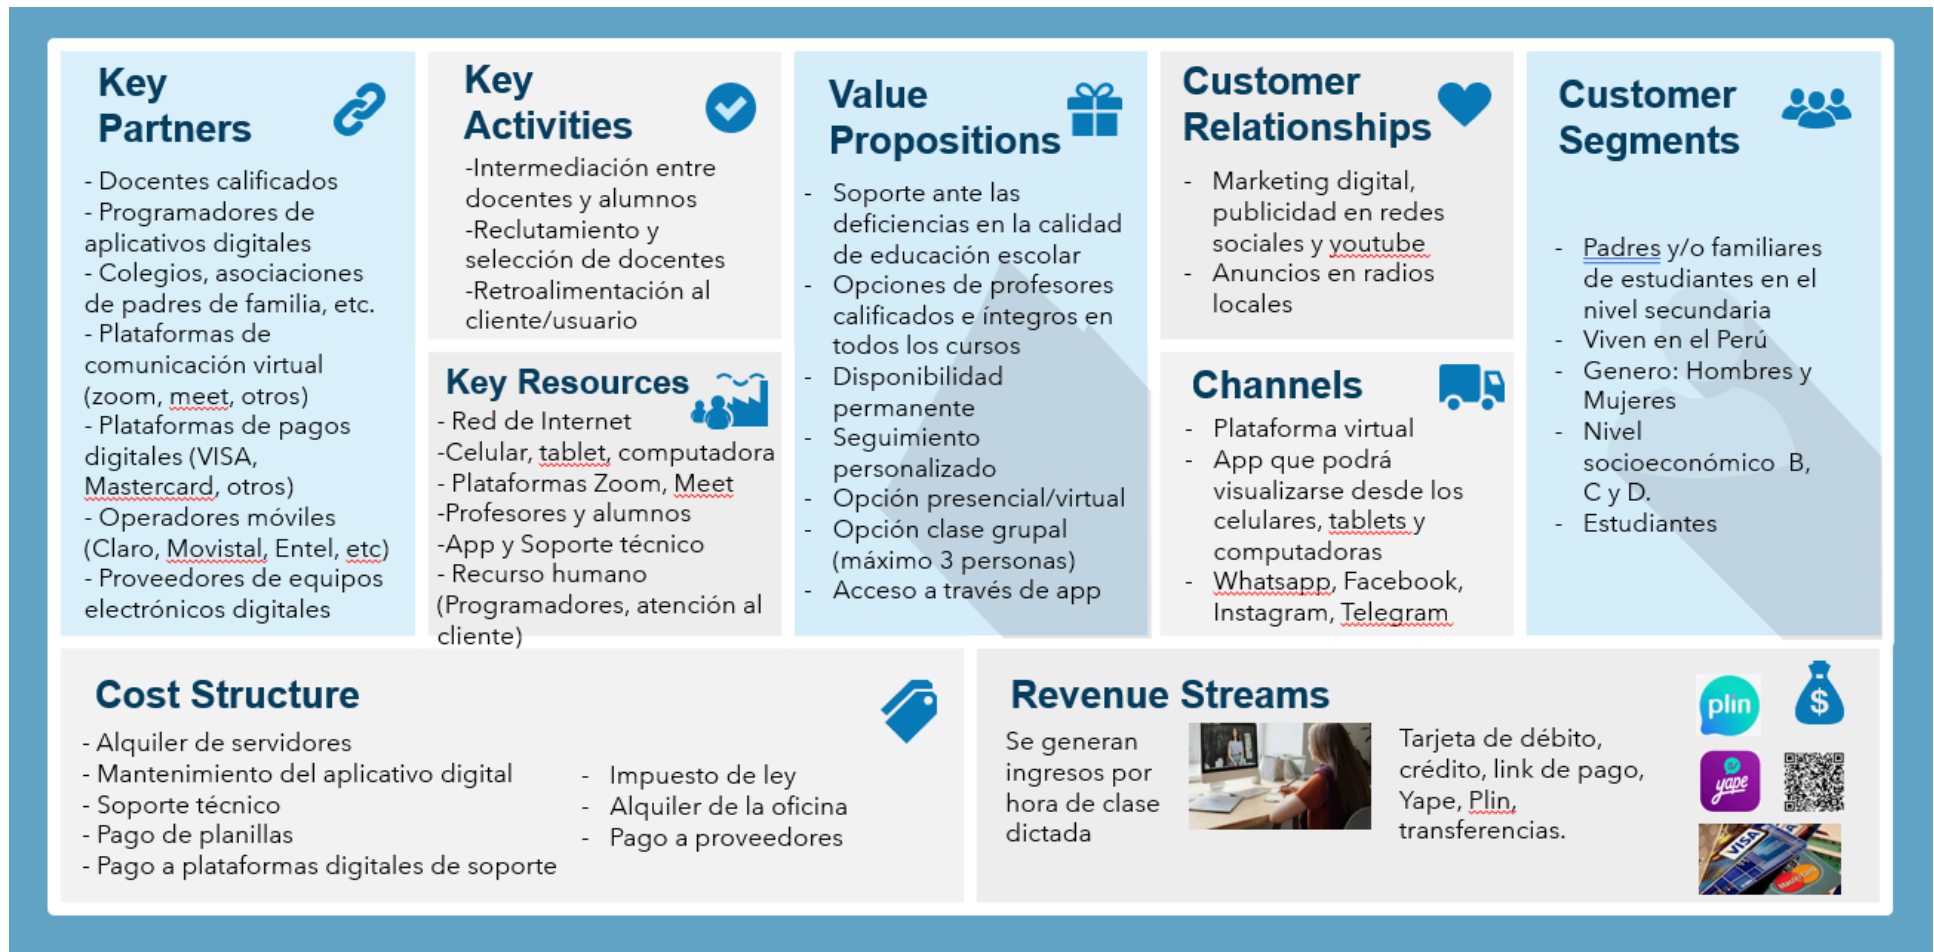 Key
Partners
- Docentes calificados
- Programadores de
aplicativos digitales
- Colegios, asociaciones
de padres de familia, etc.
- Plataformas de
comunicación virtual
(zoom, meet, otros)
- Plataformas de pagos
digitales (VISA,
Mastercard, otros)
- Operadores móviles
(Claro, Movistal, Entel, etc)
- Proveedores de equipos
electrónicos digitales
Key
Activities
-Intermediación entre
docentes y alumnos
-Reclutamiento y
selección de docentes
-Retroalimentación al
cliente/usuario
Key Resources
- Red de Internet
-Celular, tablet, computadora
- Plataformas Zoom, Meet
-Profesores y alumnos
-App y Soporte técnico
- Recurso humano
(Programadores, atención al
cliente)
Value
Propositions
- Soporte ante las
deficiencias en la calidad
de educación escolar
- Opciones de profesores
calificados e íntegros en
todos los cursos
- Disponibilidad
permanente
- Seguimiento
personalizado
- Opción presencial/virtual
- Opción clase grupal
(máximo 3 personas)
- Acceso a través de app
Customer
Relationships
- Marketing digital,
publicidad en redes
sociales y youtube
- Anuncios en radios
locales
Channels
- Plataforma virtual
- App que podrá
visualizarse desde los
celulares, tablets y
computadoras
- Whatsapp, Facebook,
Instagram, Telegram
Customer
Segments
- Padres y/o familiares
de estudiantes en el
nivel secundaria
- Viven en el Perú
- Genero: Hombres y
Mujeres
- Nivel
socioeconómico B,
C y D.
- Estudiantes
Cost Structure
- Alquiler de servidores
- Mantenimiento del aplicativo digital
- Soporte técnico
- Pago de planillas
- Pago a plataformas digitales de soporte
- Impuesto de ley
- Alquiler de la oficina
- Pago a proveedores
Revenue Streams
Se generan
ingresos por
hora de clase
dictada
Tarjeta de débito,
crédito, link de pago,
Yape, Plin,
transferencias.
plin
$
S/
yape
VISA
MasterCard